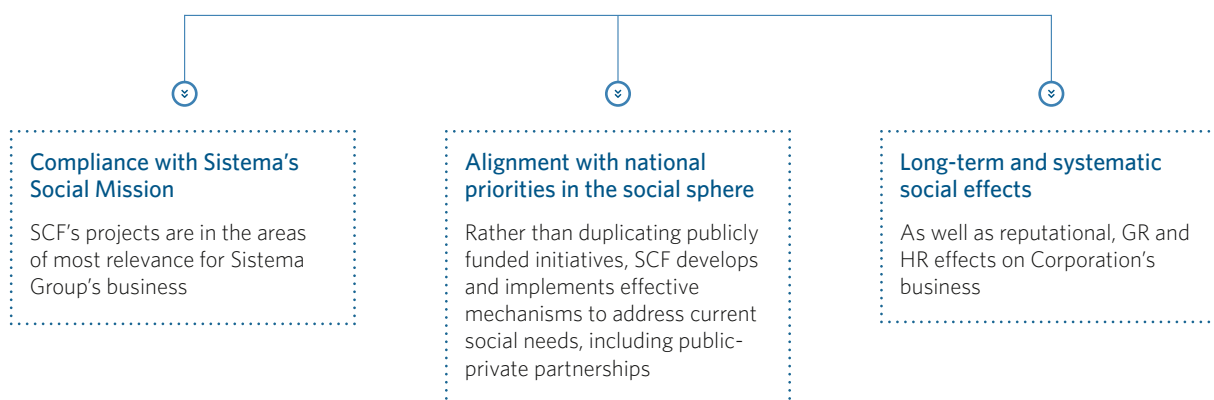 Compliance with Sistema's
Social Mission
SCF's projects are in the areas
of most relevance for Sistema
Group's business
Alignment with national
priorities in the social sphere
Rather than duplicating publicly
funded initiatives, SCF develops
and implements effective
mechanisms to address current
social needs, including public-
private partnerships
Long-term and systematic
social effects
As well as reputational, GR and
HR effects on Corporation's
business